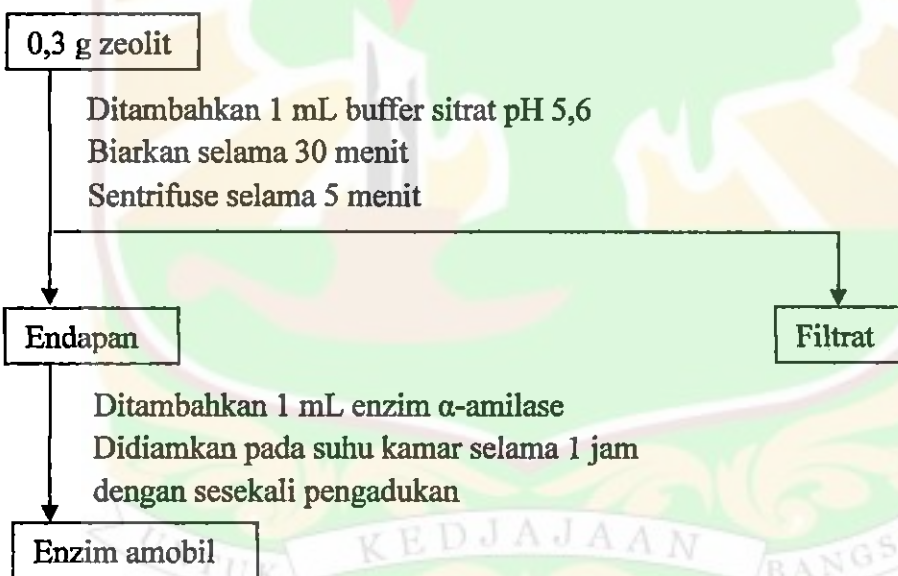 0,3 g zeolit
Ditambahkan 1 mL buffer sitrat pH 5,6
Biarkan selama 30 menit
Sentrifuse selama 5 menit
Endapan
Filtrat
Ditambahkan 1 mL enzim α-amilase
Didiamkan pada suhu kamar selama 1 jam
dengan sesekali pengadukan
Enzim amobil
UNTUK KEDJAJAAN BANGS